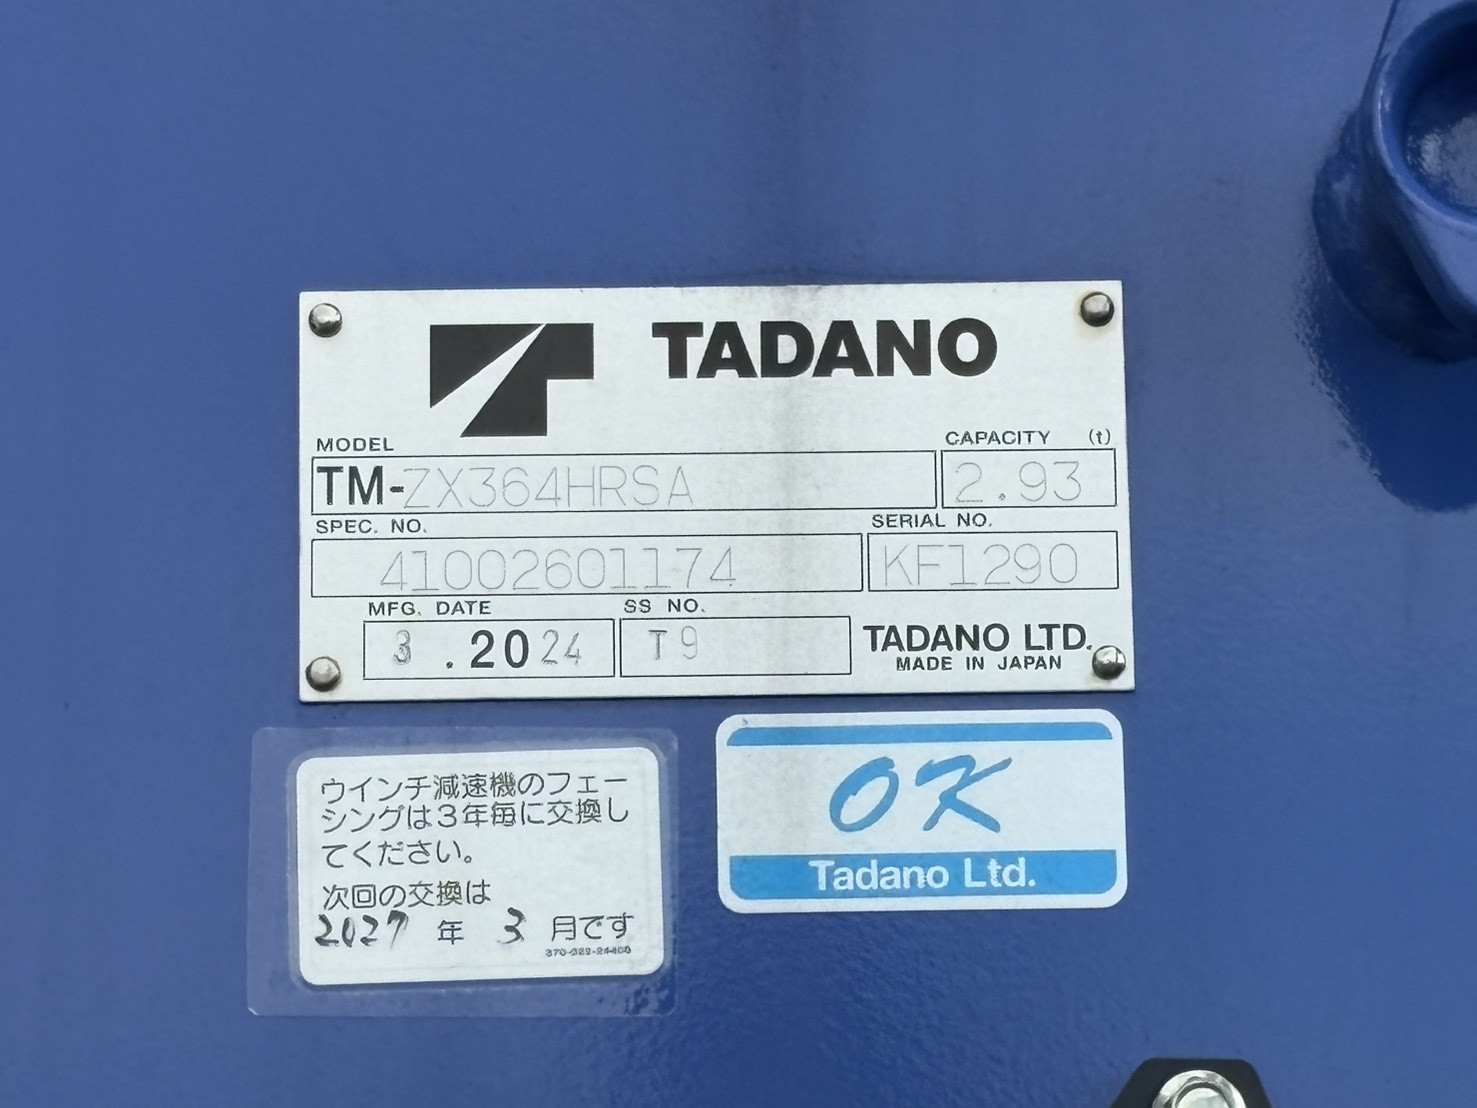 TADANO
MODEL
CAPACITY (t)
TM-ZX364HRSA
2.93
SPEC. NO.
SERIAL NO.
41002601174
KF1290
MFG. DATE
SS NO.
3 .2024
T9
TADANO LTD.
MADE IN JAPAN
ウインチ減速機のフェー
シングは3年毎に交換し
てください。
次回の交換は
2027 年 3 月です
OK
Tadano Ltd.